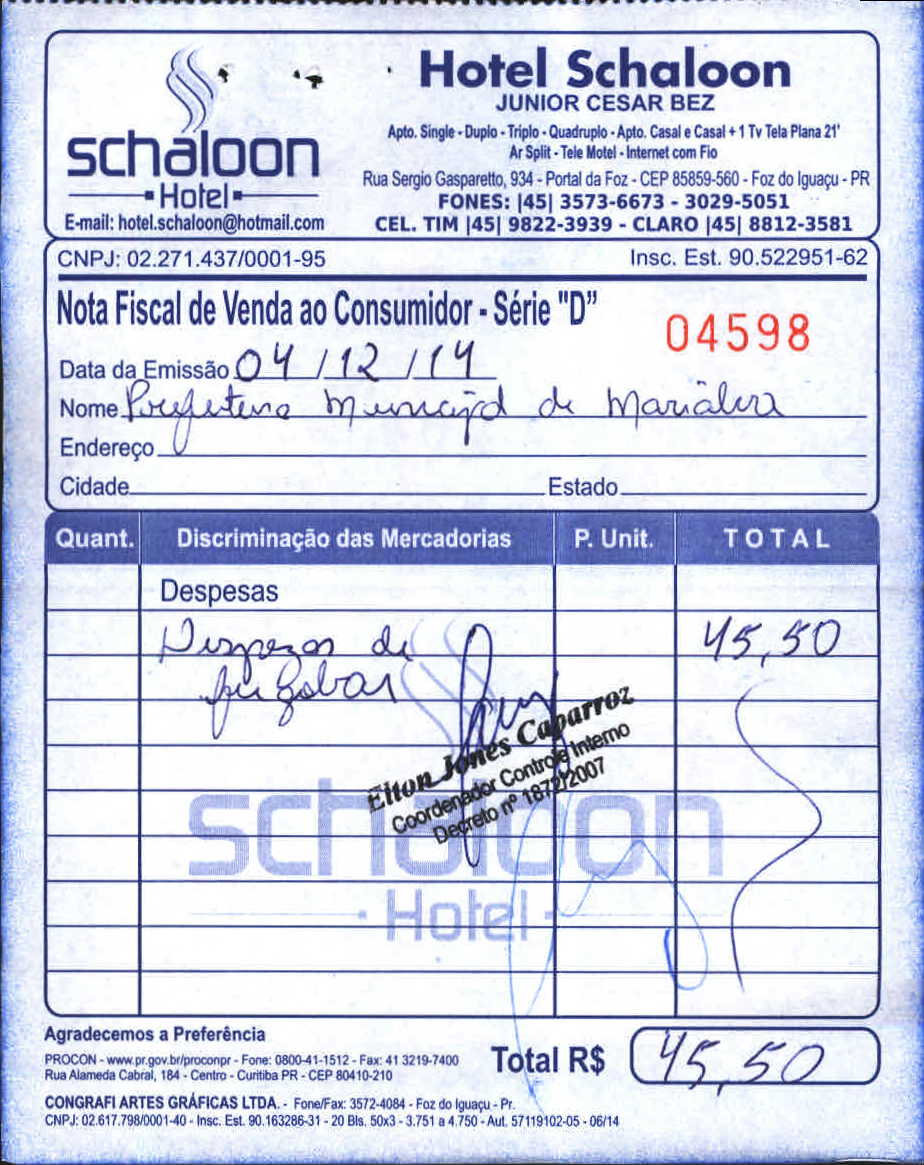 schaloon
Hotel
E-mail: hotel.schaloon@hotmail.com
Hotel Schaloon
JUNIOR CESAR BEZ
Apto. Single - Duplo - Triplo - Quadruplo - Apto. Casal e Casal + 1 Tv Tela Plana 21'
Ar Split - Tele Motel - Internet com Fio
Rua Sergio Gasparetto, 934 - Portal da Foz - CEP 85859-560 - Foz do Iguaçu - PR
FONES: |45| 3573-6673 - 3029-5051
CEL. TIM |45| 9822-3939 - CLARO |45| 8812-3581
CNPJ: 02.271.437/0001-95 Insc. Est. 90.522951-62
Nota Fiscal de Venda ao Consumidor - Série "D"
04598
Data da Emissão 04/12/14
Nome Prefeitura Municipal de Marialva
Endereço
Cidade Estado
Quant. Discriminação das Mercadorias P. Unit. TOTAL
Despesas
Despezas de 45,50
frigobar
Elton Jones Caparroz
Coordenador Controle Interno
Decreto nº 1872/2007
schaloon
Hotel
Agradecemos a Preferência
PROCON - www.pr.gov.br/proconpr - Fone: 0800-41-1512 - Fax: 41 3219-7400
Rua Alameda Cabral, 184 - Centro - Curitiba PR - CEP 80410-210
Total R$ 45,50
CONGRAFI ARTES GRÁFICAS LTDA. - Fone/Fax: 3572-4084 - Foz do Iguaçu - Pr.
CNPJ: 02.617.798/0001-40 - Insc. Est. 90.163286-31 - 20 Bls. 50x3 - 3.751 a 4.750 - Aut. 57119102-05 - 06/14